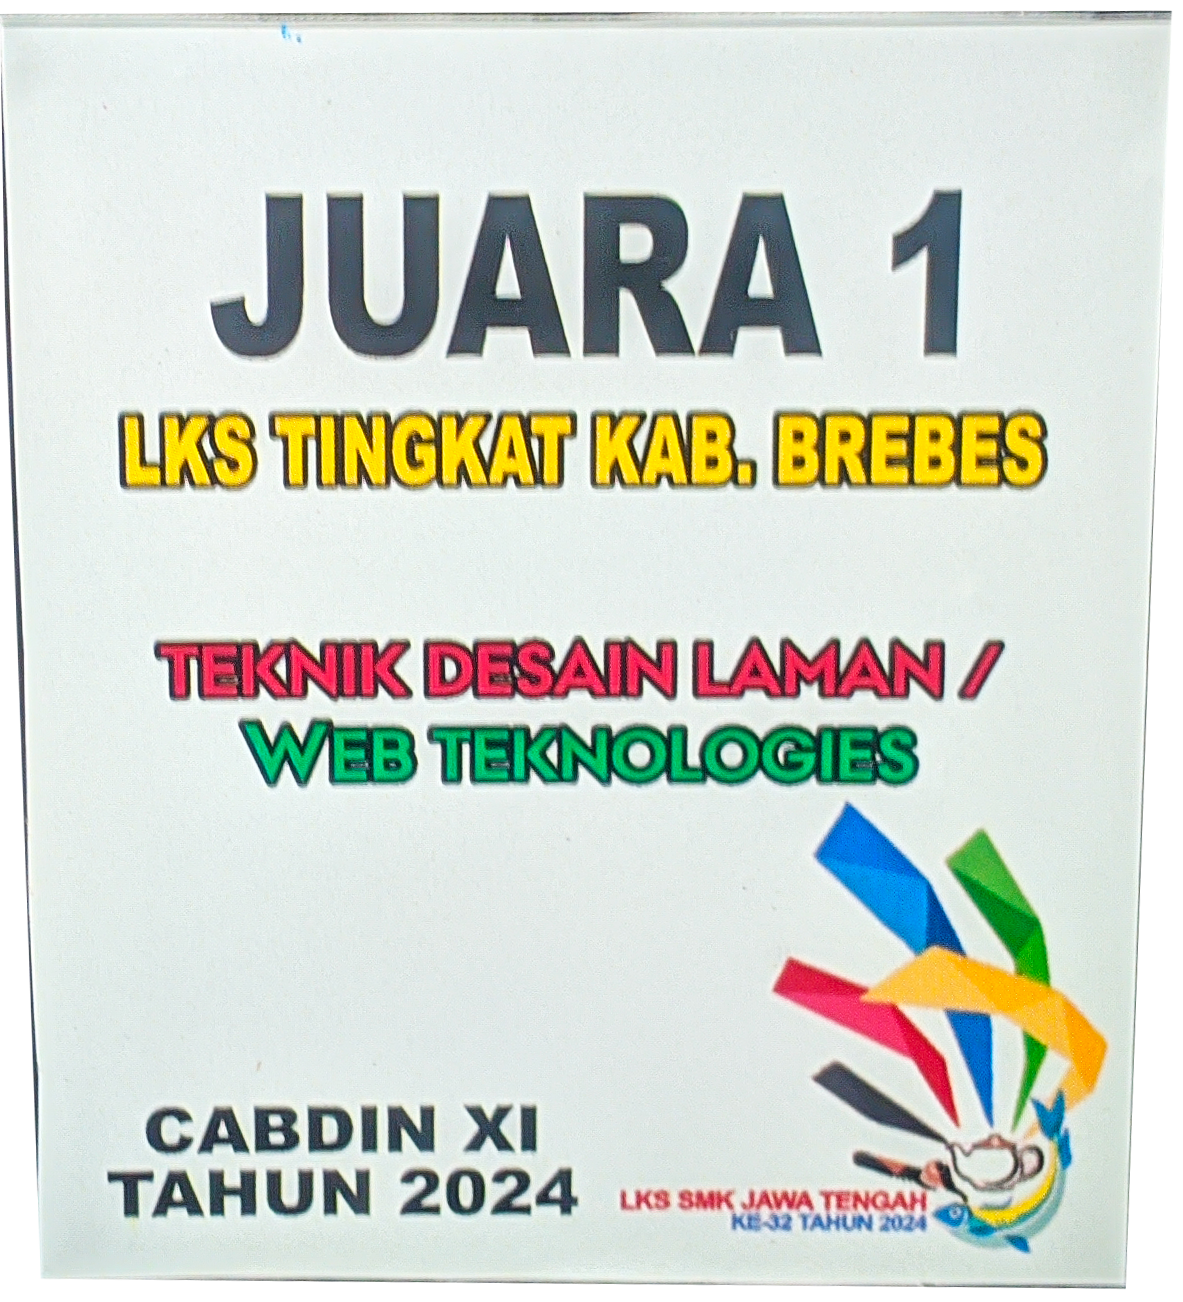 JUARA 1
LKS TINGKAT KAB. BREBES
TEKNIK DESAIN LAMAN /
WEB TEKNOLOGIES
CABDIN XI
TAHUN 2024
LKS SMK JAWA TENGAH
KE-32 TAHUN 2024